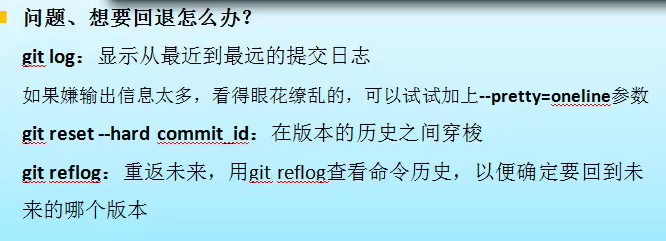 问题、想要回退怎么办？
git log：显示从最近到最远的提交日志
如果嫌输出信息太多，看得眼花缭乱的，可以试试加上--pretty=oneline参数
git reset --hard commit_id：在版本的历史之间穿梭
git reflog：重返未来，用git reflog查看命令历史，以便确定要回到未
来的哪个版本